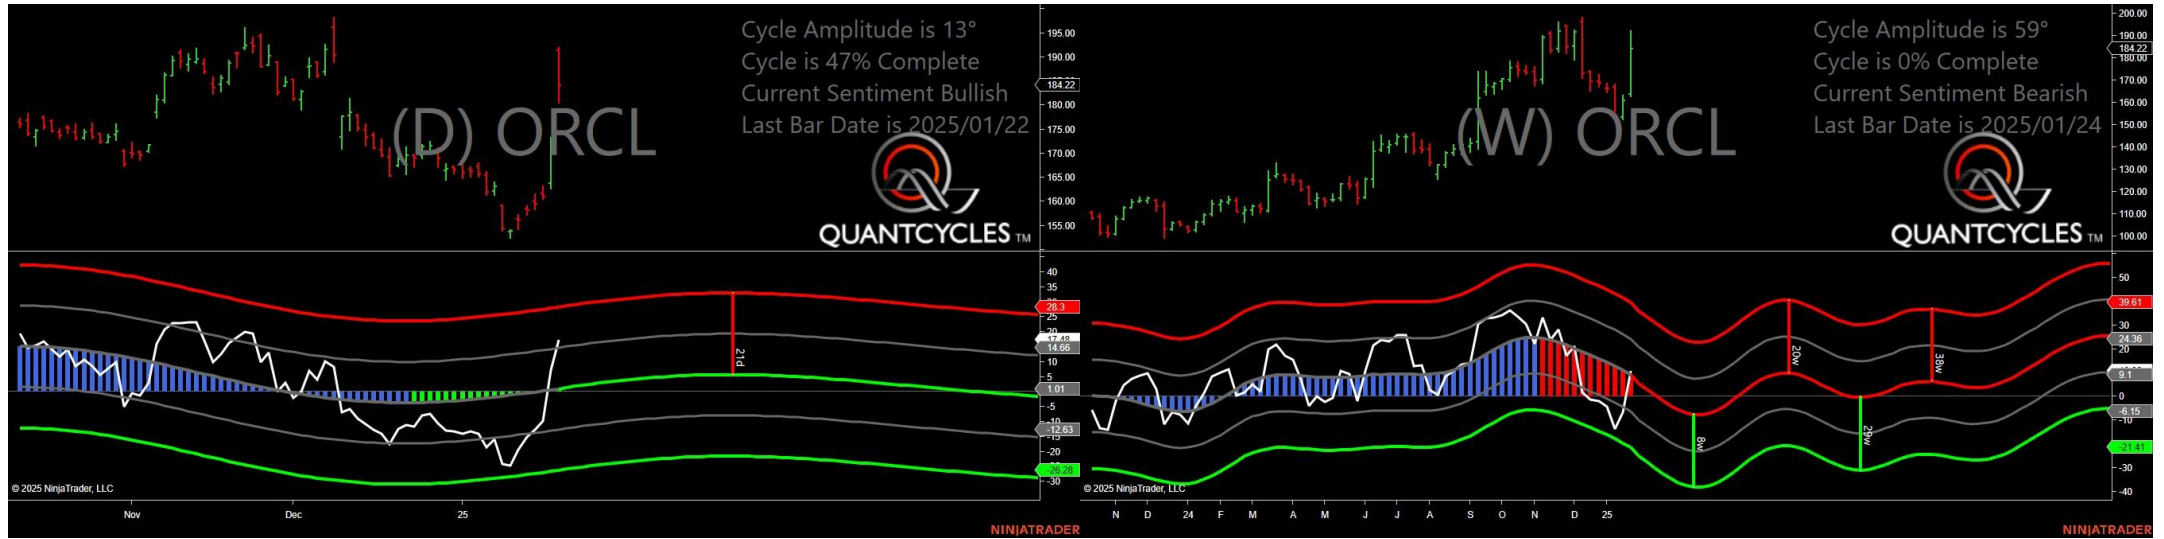 Cycle Amplitude is 13°
Cycle is 47% Complete
Current Sentiment Bullish
Last Bar Date is 2025/01/22
(D) ORCL
QUANTCYCLES TM
195.00
190.00
184.22
180.00
175.00
170.00
165.00
160.00
155.00
40
35
28.3
25
20
17.48
14.66
10
5
1.01
-5
-10
-12.63
-15
-20
-26.28
-30
21d
© 2025 NinjaTrader, LLC
Nov
Dec
25
NINJATRADER
Cycle Amplitude is 59°
Cycle is 0% Complete
Current Sentiment Bearish
Last Bar Date is 2025/01/24
(W) ORCL
QUANTCYCLES TM
200.00
190.00
184.22
180.00
170.00
160.00
150.00
140.00
130.00
120.00
110.00
100.00
50
39.61
30
24.36
20
9.1
0
-6.15
-10
-21.41
-30
-40
8w
20w
29w
38w
© 2025 NinjaTrader, LLC
N D 24 F M A M J J A S O N D 25
NINJATRADER